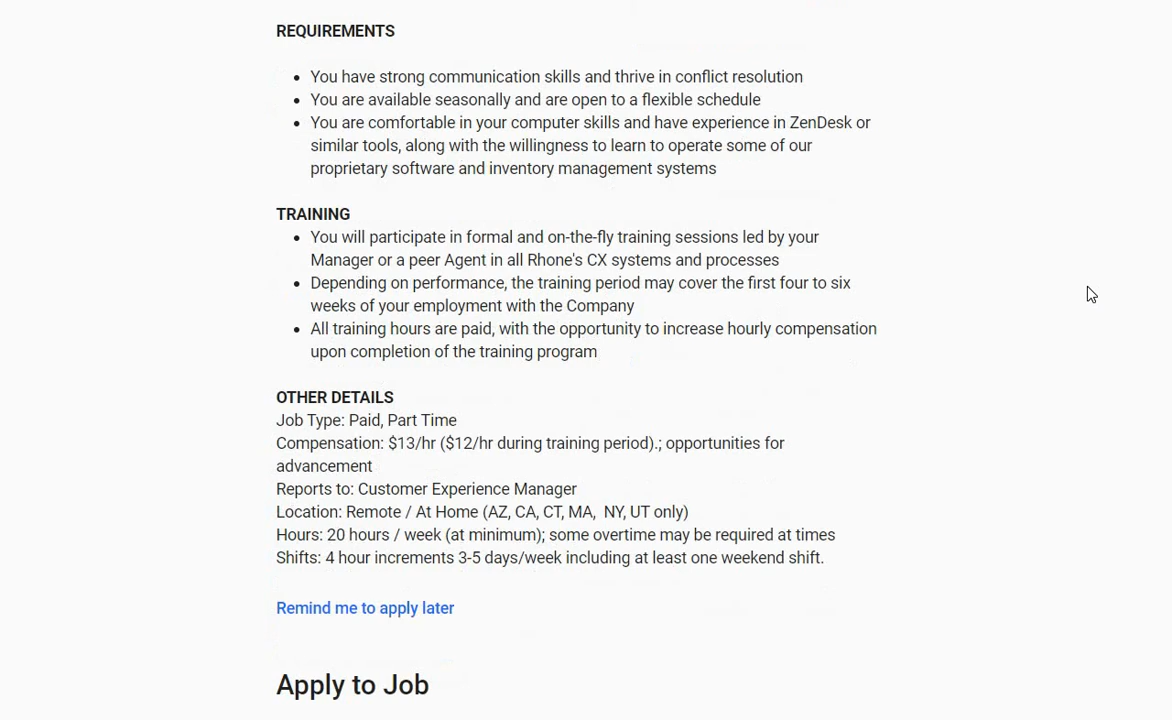 REQUIREMENTS
• You have strong communication skills and thrive in conflict resolution
• You are available seasonally and are open to a flexible schedule
• You are comfortable in your computer skills and have experience in ZenDesk or
similar tools, along with the willingness to learn to operate some of our
proprietary software and inventory management systems
TRAINING
• You will participate in formal and on-the-fly training sessions led by your
Manager or a peer Agent in all Rhone's CX systems and processes
• Depending on performance, the training period may cover the first four to six
weeks of your employment with the Company
• All training hours are paid, with the opportunity to increase hourly compensation
upon completion of the training program
OTHER DETAILS
Job Type: Paid, Part Time
Compensation: $13/hr ($12/hr during training period).; opportunities for
advancement
Reports to: Customer Experience Manager
Location: Remote / At Home (AZ, CA, CT, MA,  NY, UT only)
Hours: 20 hours / week (at minimum); some overtime may be required at times
Shifts: 4 hour increments 3-5 days/week including at least one weekend shift.
Remind me to apply later
Apply to Job